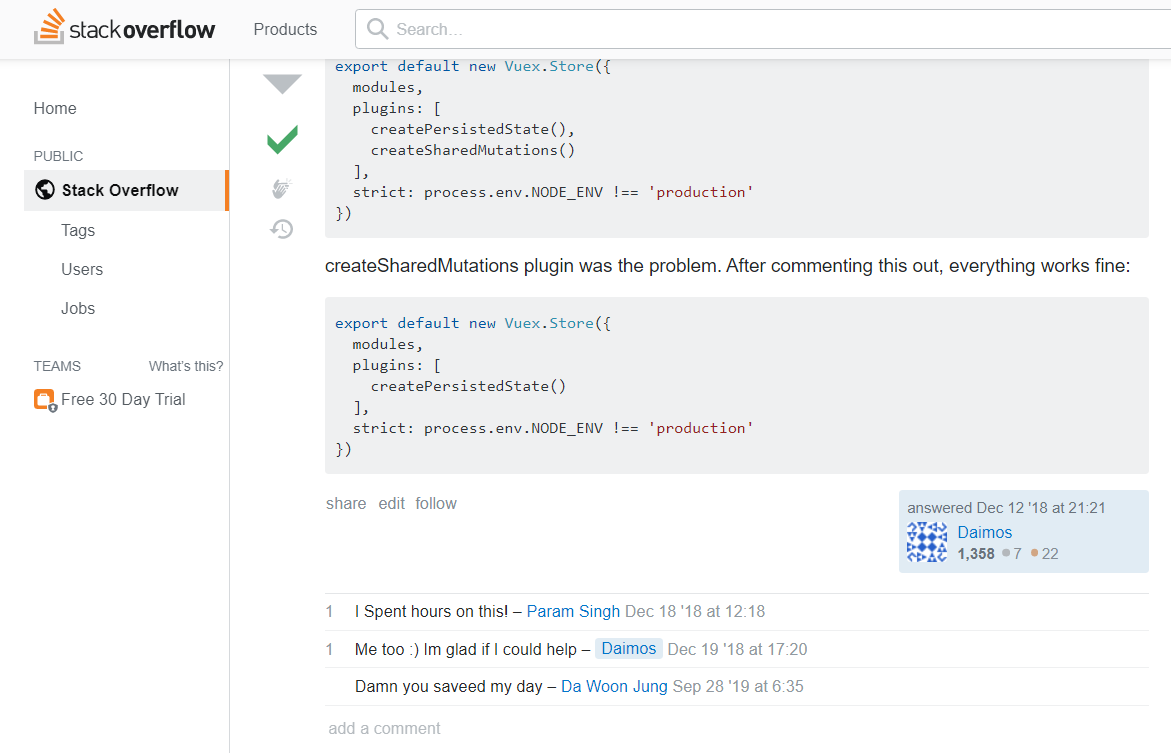 stackoverflow
Products
Search...
Home
PUBLIC
Stack Overflow
Tags
Users
Jobs
TEAMS What's this?
Free 30 Day Trial
export default new Vuex.Store({
  modules,
  plugins: [
    createPersistedState(),
    createSharedMutations()
  ],
  strict: process.env.NODE_ENV !== 'production'
})
createSharedMutations plugin was the problem. After commenting this out, everything works fine:
export default new Vuex.Store({
  modules,
  plugins: [
    createPersistedState()
  ],
  strict: process.env.NODE_ENV !== 'production'
})
share edit follow
answered Dec 12 '18 at 21:21
Daimos
1,358 7 22
1 I Spent hours on this! – Param Singh Dec 18 '18 at 12:18
1 Me too :) Im glad if I could help – Daimos Dec 19 '18 at 17:20
Damn you saveed my day – Da Woon Jung Sep 28 '19 at 6:35
add a comment